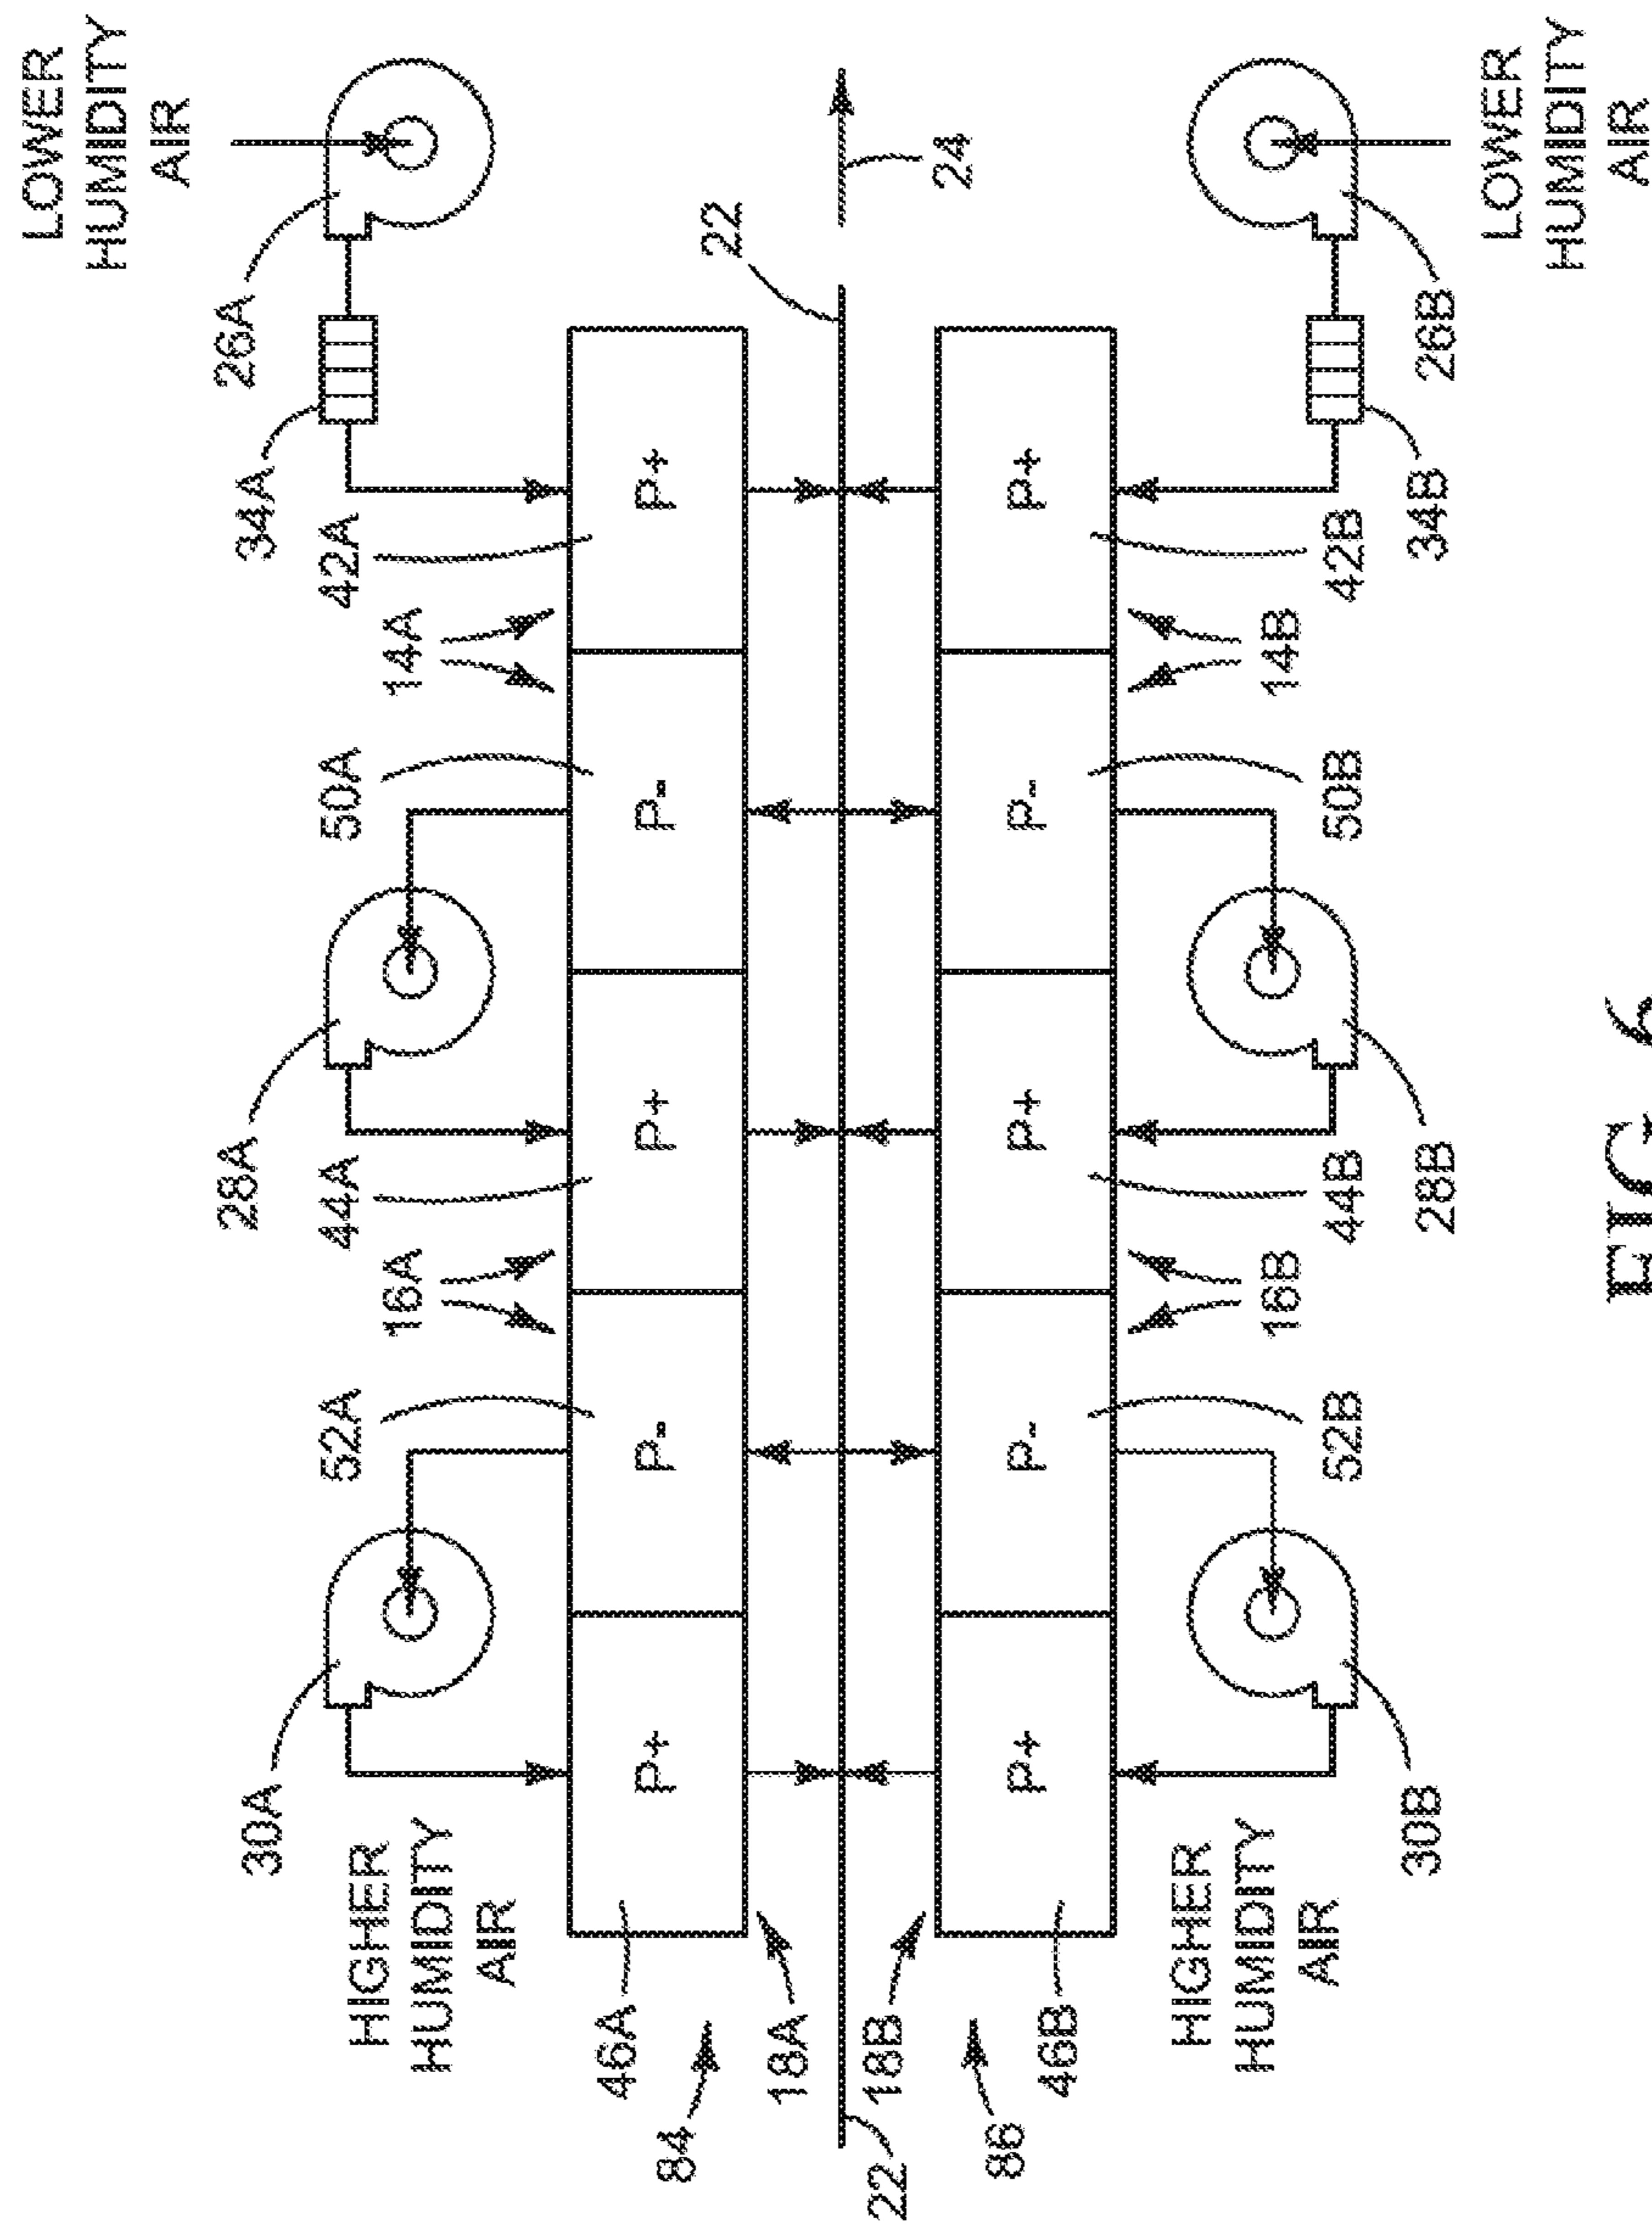 LOWER
HUMIDITY
AIR
28A
26A
30A
34A
52A
44A
50A
42A
HIGHER
HUMIDITY
AIR
16A
14A
46A
P+
P-
P+
P-
P+
84
22
18A
22
18B
24
86
P+
P-
P+
P-
P+
46B
HIGHER
HUMIDITY
AIR
16B
14B
52B
44B
50B
42B
30B
28B
34B
26B
LOWER
HUMIDITY
AIR
FIG. 6